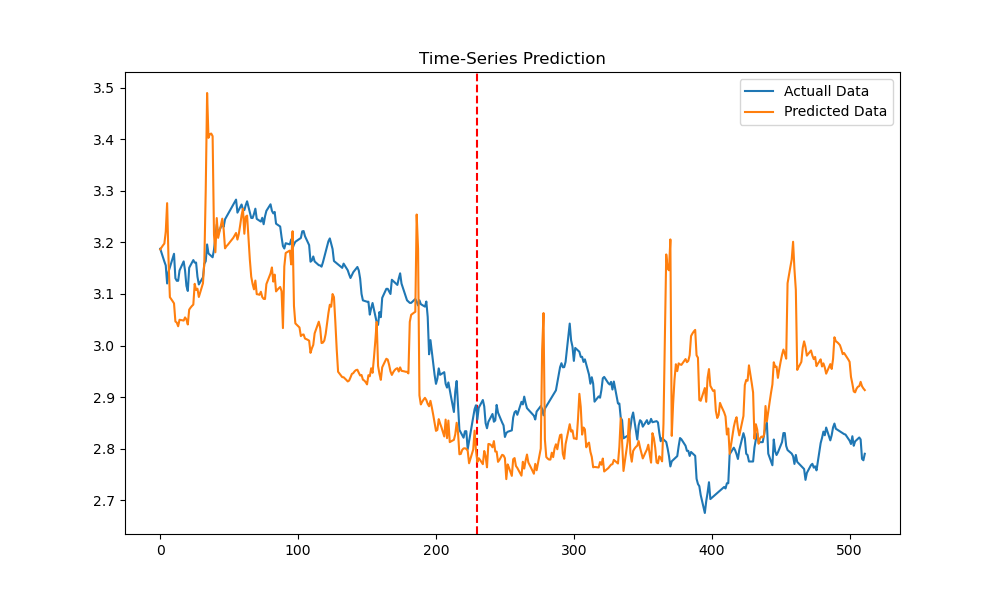 Time-Series Prediction
Actuall Data
Predicted Data
3.5
3.4
3.3
3.2
3.1
3.0
2.9
2.8
2.7
0 100 200 300 400 500